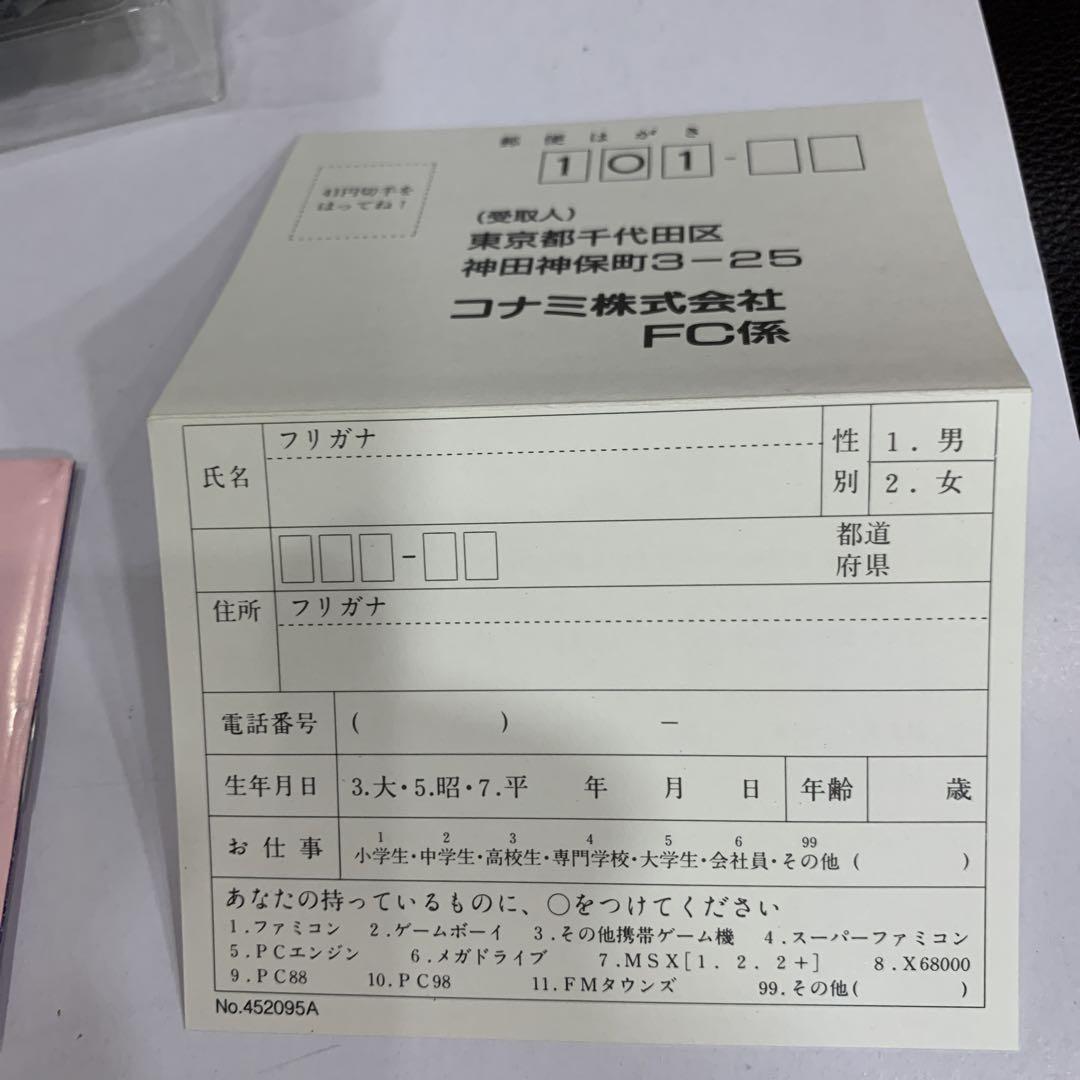 郵便はがき
101-
41円切手を
はってね！
(受取人)
東京都千代田区
神田神保町3-25
コナミ株式会社
FC係
氏名
フリガナ
性別
1. 男
2. 女
-
都道
府県
住所
フリガナ
電話番号 ( ) －
生年月日 3.大・5.昭・7.平 年 月 日 年齢 歳
1 2 3 4 5 6 99
お仕事 小学生・中学生・高校生・専門学校・大学生・会社員・その他 ( )
あなたの持っているものに、○をつけてください
1.ファミコン 2.ゲームボーイ 3.その他携帯ゲーム機 4.スーパーファミコン
5.PCエンジン 6.メガドライブ 7.MSX[1. 2. 2+] 8.X68000
9.PC88 10.PC98 11.FMタウンズ 99.その他( )
No.452095A